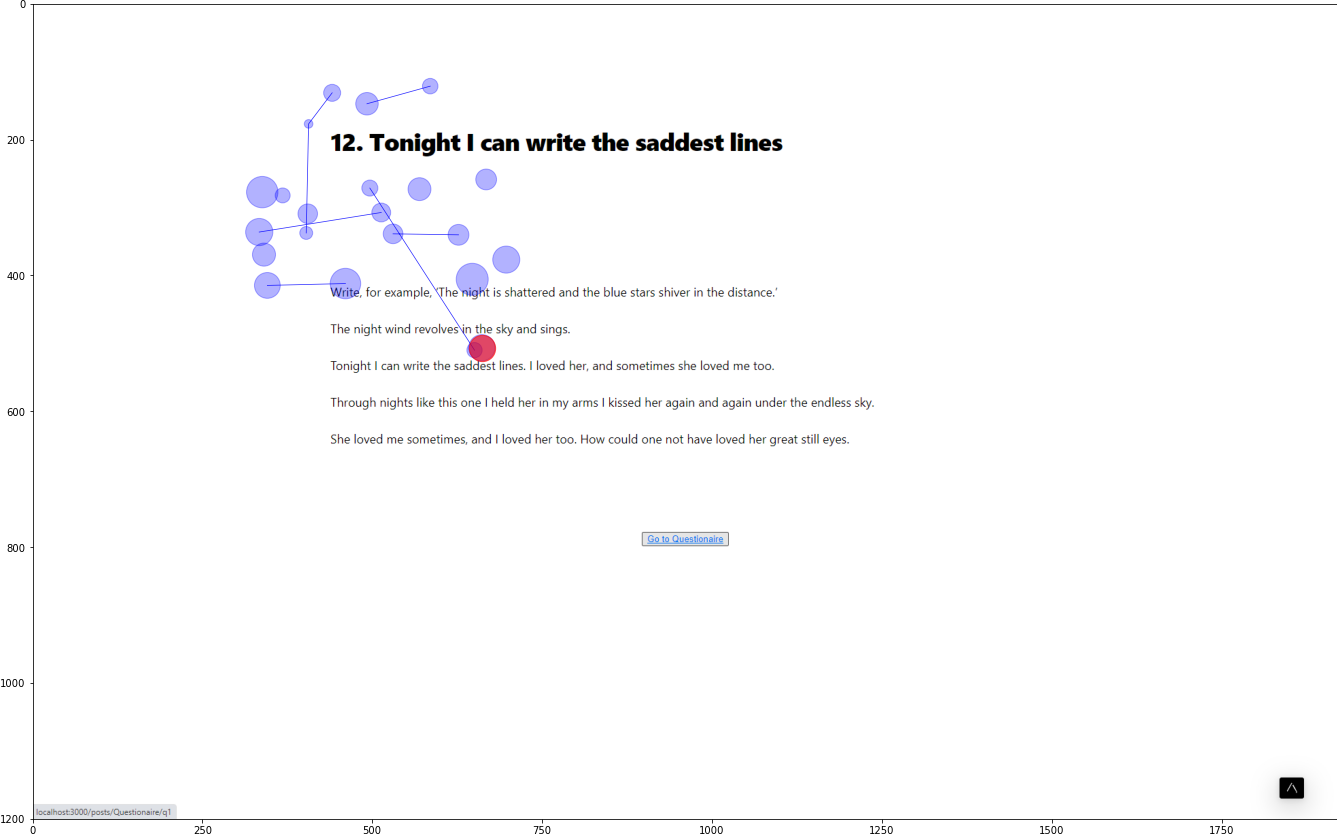 0
200
400
600
800
1000
1200
12. Tonight I can write the saddest lines
Write, for example, 'The night is shattered and the blue stars shiver in the distance.'
The night wind revolves in the sky and sings.
Tonight I can write the saddest lines. I loved her, and sometimes she loved me too.
Through nights like this one I held her in my arms I kissed her again and again under the endless sky.
She loved me sometimes, and I loved her too. How could one not have loved her great still eyes.
Go to Questionaire
localhost:3000/posts/Questionaire/q1
0 250 500 750 1000 1250 1500 1750